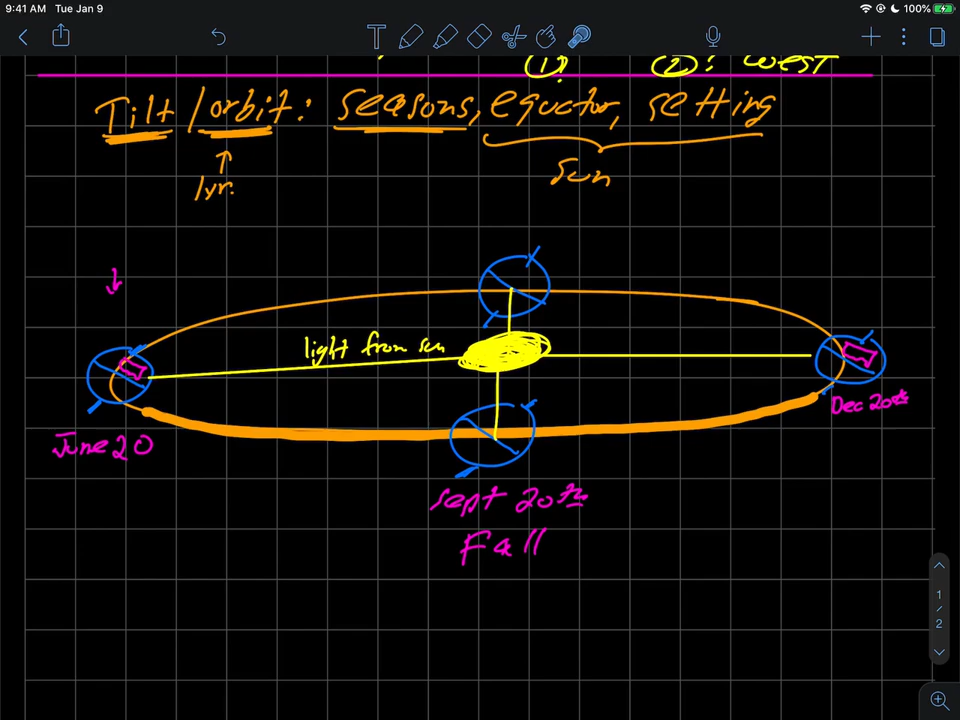 9:41 AM Tue Jan 9
100%
① ②: west
Tilt / orbit: seasons, equator, setting
1yr.
sun
light from sun
Dec 20th
June 20
Sept 20th
Fall
1
/
2